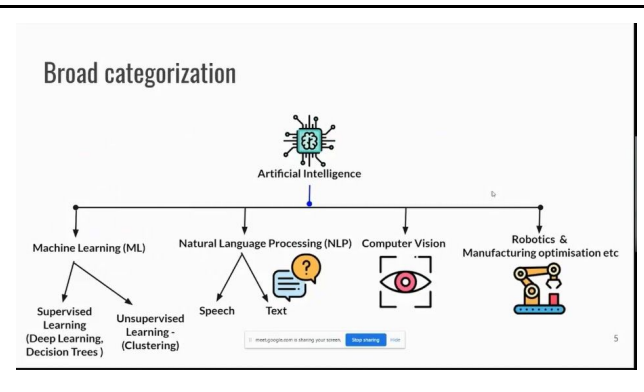 Broad categorization
Artificial Intelligence
Machine Learning (ML)
Natural Language Processing (NLP)
Computer Vision
Robotics &
Manufacturing optimisation etc
Supervised
Learning
(Deep Learning,
Decision Trees )
Unsupervised
Learning -
(Clustering)
Speech
Text
meet.google.com is sharing your screen.
Stop sharing
Hide
5